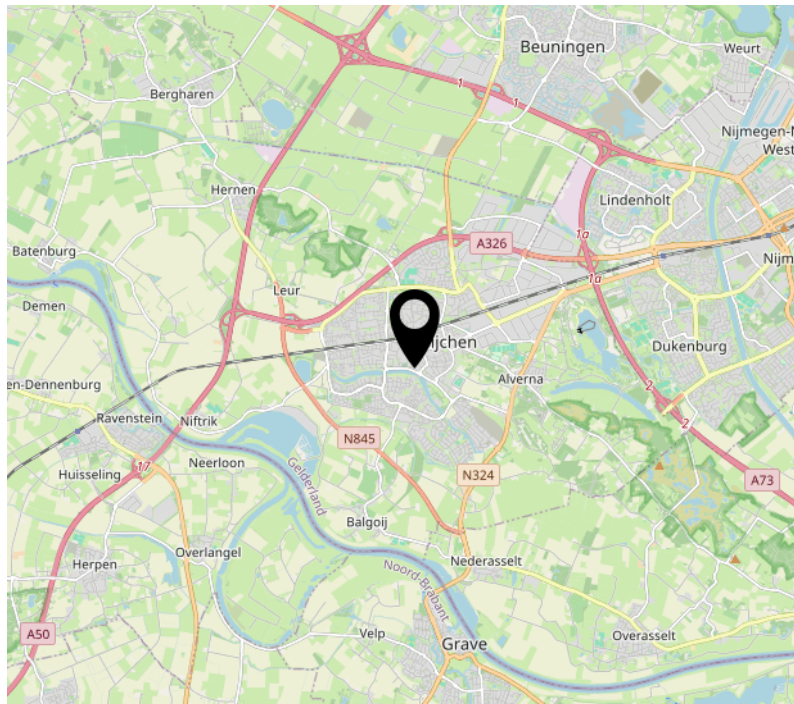 Beuningen
Weurt
1
Bergharen
1
Nijmegen-
West
Hernen
Lindenholt
1a
A326
Batenburg
1a
Leur
Demen
ijchen
Dukenburg
Alverna
en-Dennenburg
2
Ravenstein
Niftrik
2
N845
17
Neerloon
Huisseling
N324
A73
Gelderland
Balgoij
Overlangel
Nederasselt
Herpen
Noord-Brabant
A50
Velp
Grave
Overasselt